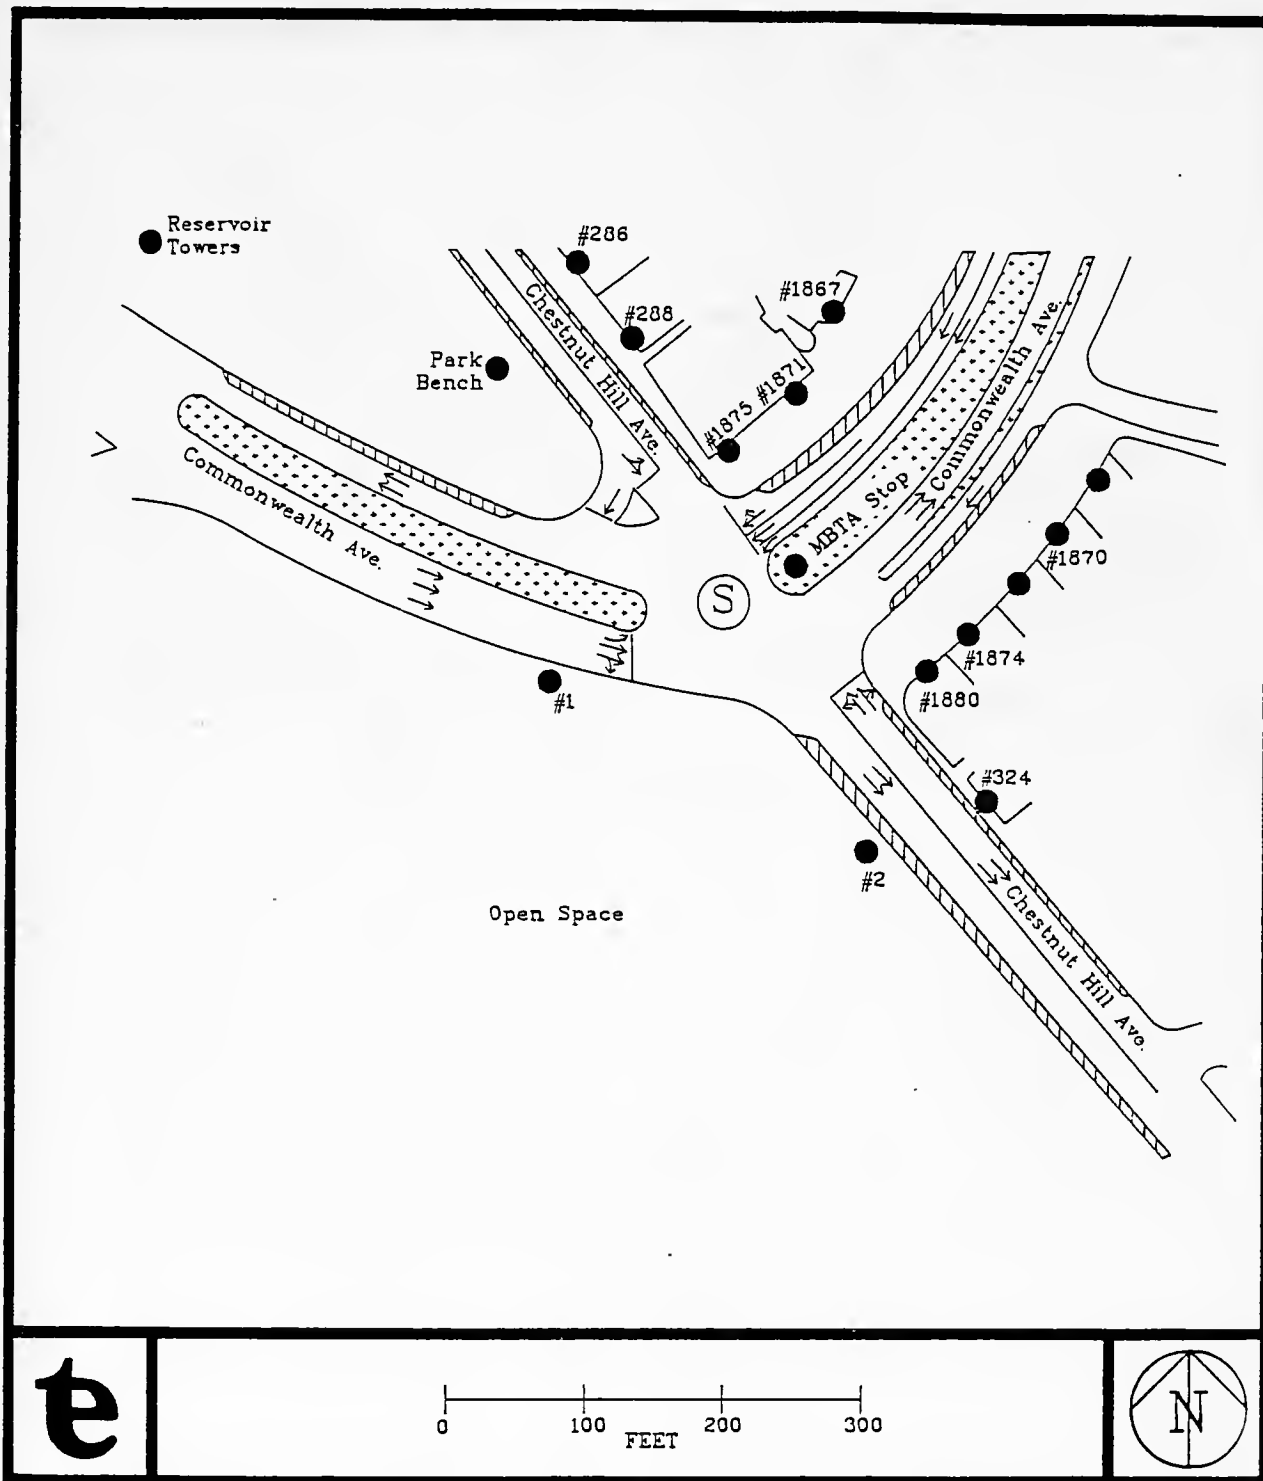 Reservoir
Towers
#286
#288
#1867
Park
Bench
Chestnut Hill Ave.
#1871
#1875
Commonwealth Ave.
MBTA Stop
Commonwealth Ave.
S
#1870
#1874
#1880
#1
#324
#2
Open Space
Chestnut Hill Ave.
te
0 100 200 300
FEET
N